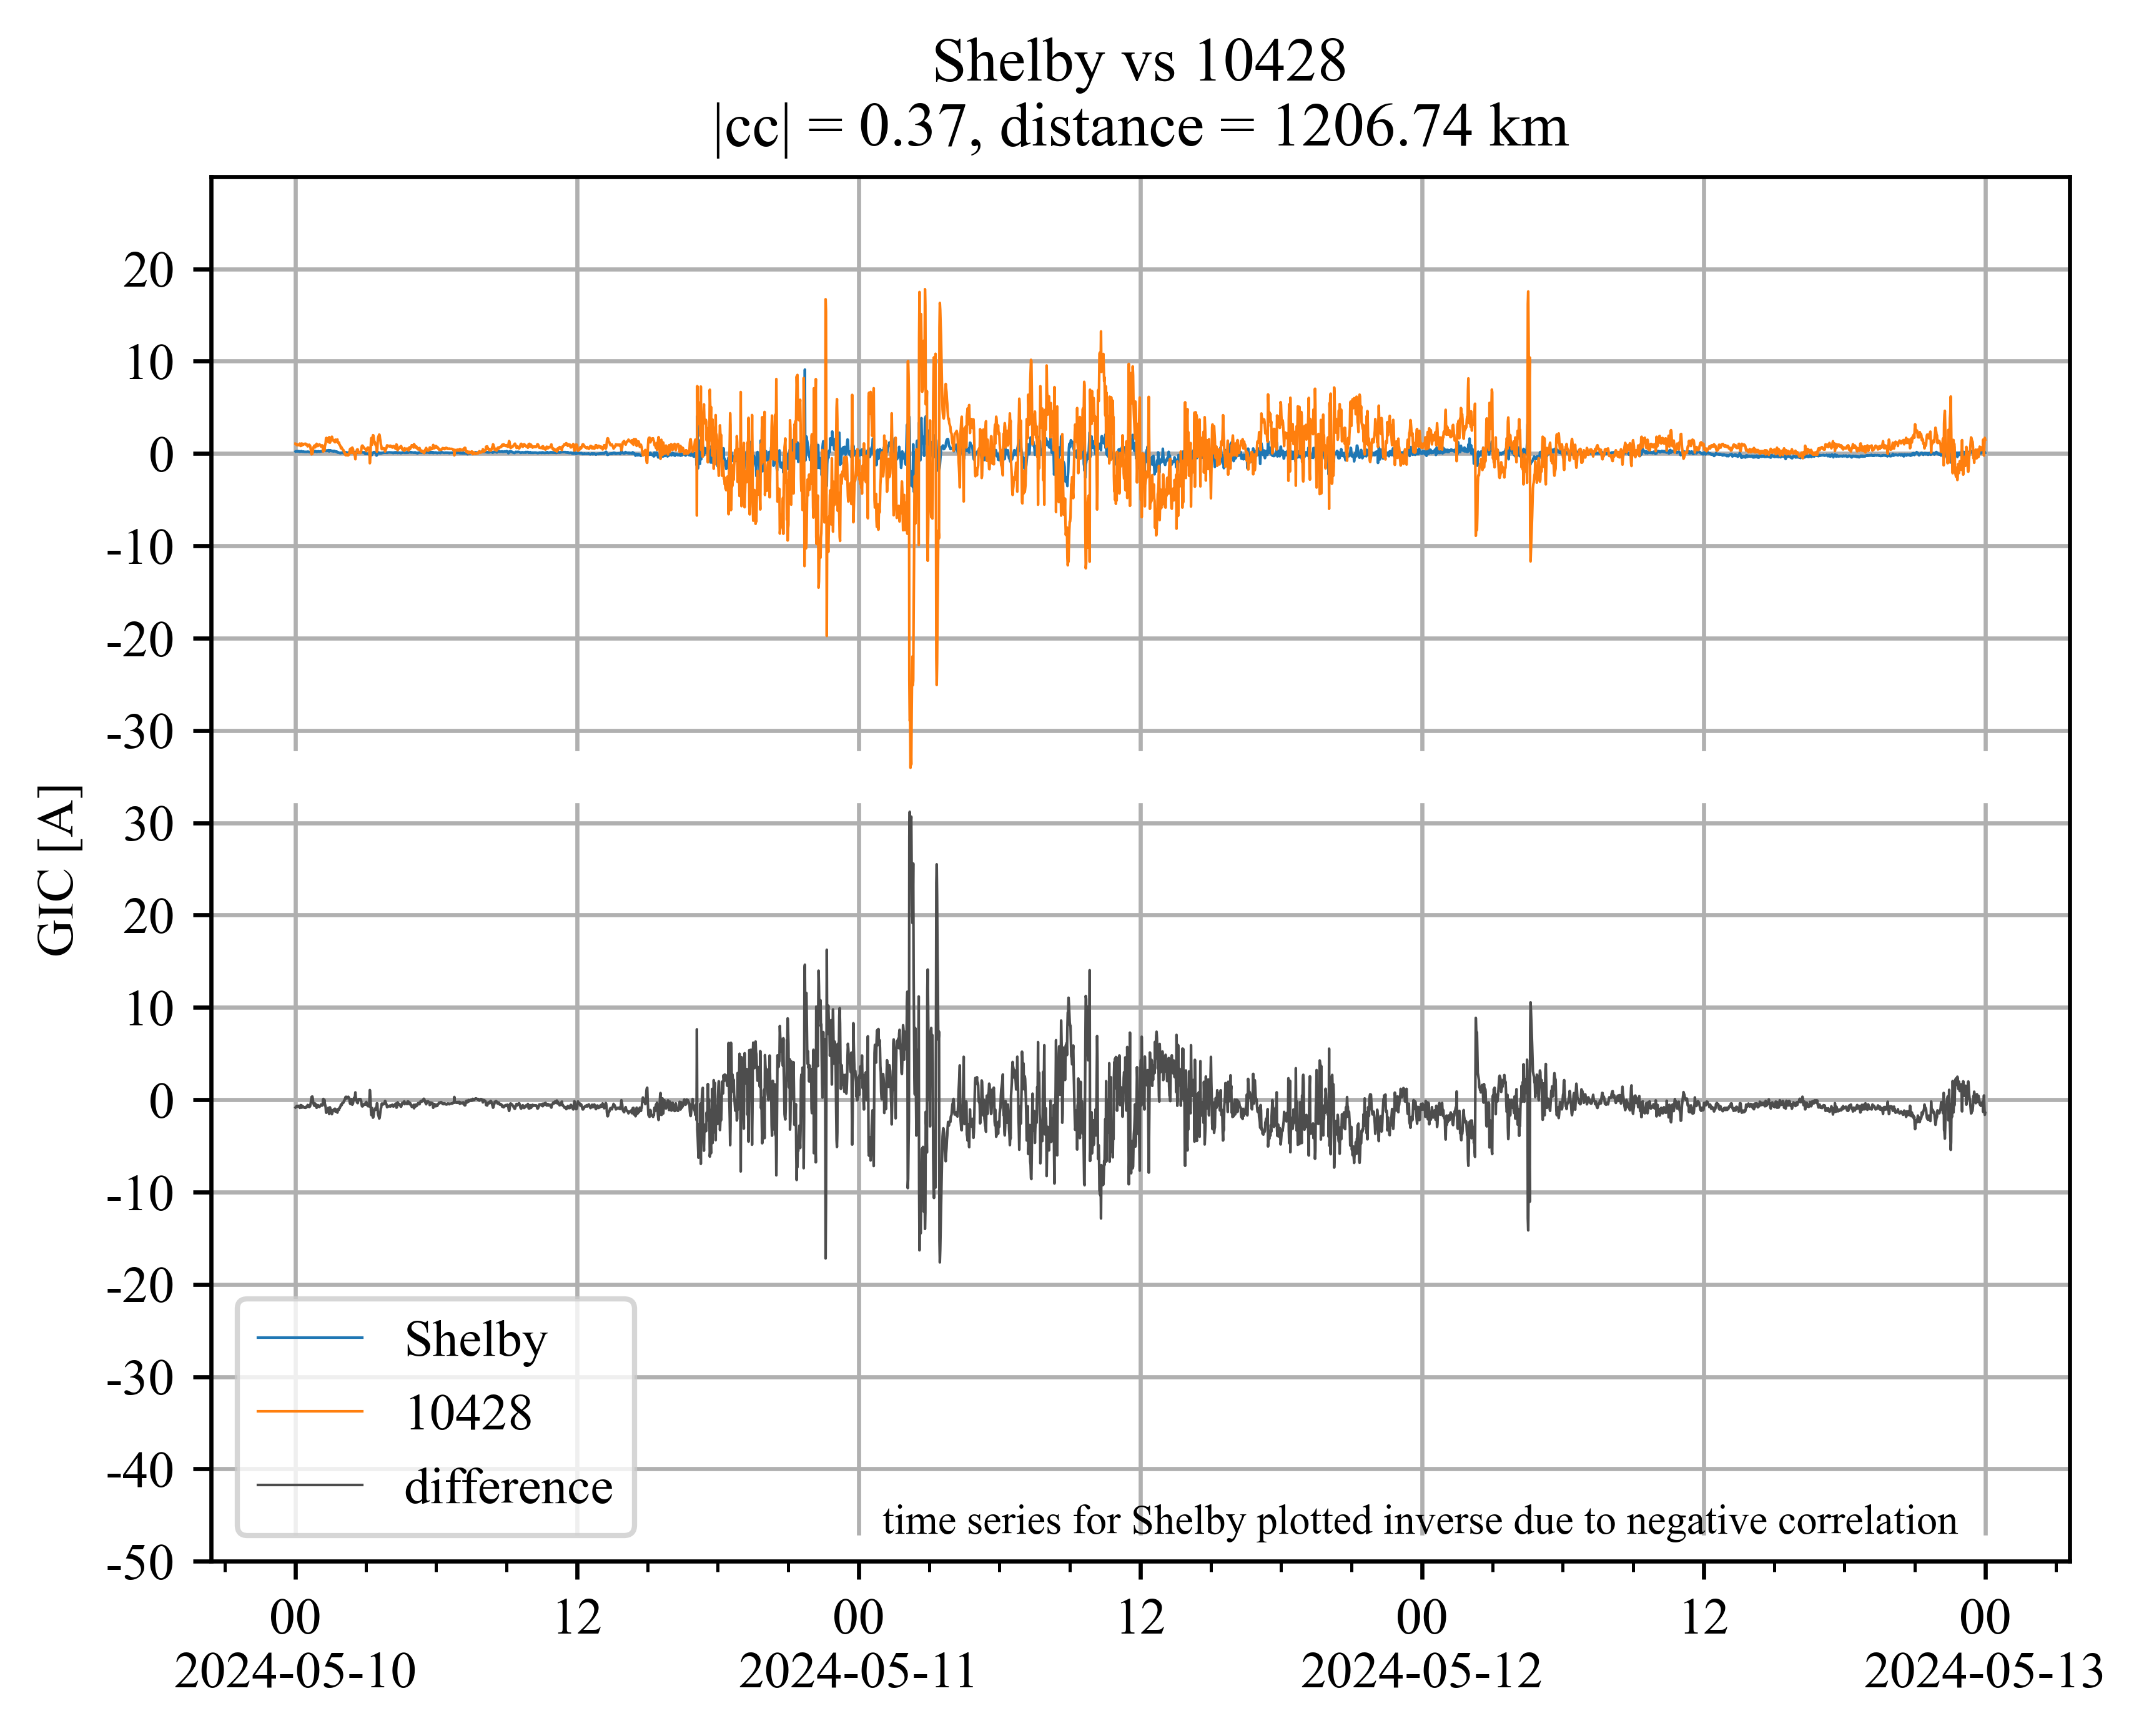 Shelby vs 10428
|cc| = 0.37, distance = 1206.74 km
20
10
0
-10
-20
-30
30
20
10
0
-10
-20
-30
-40
-50
GIC [A]
Shelby
10428
difference
time series for Shelby plotted inverse due to negative correlation
00 12 00 12 00 12 00
2024-05-10 2024-05-11 2024-05-12 2024-05-13